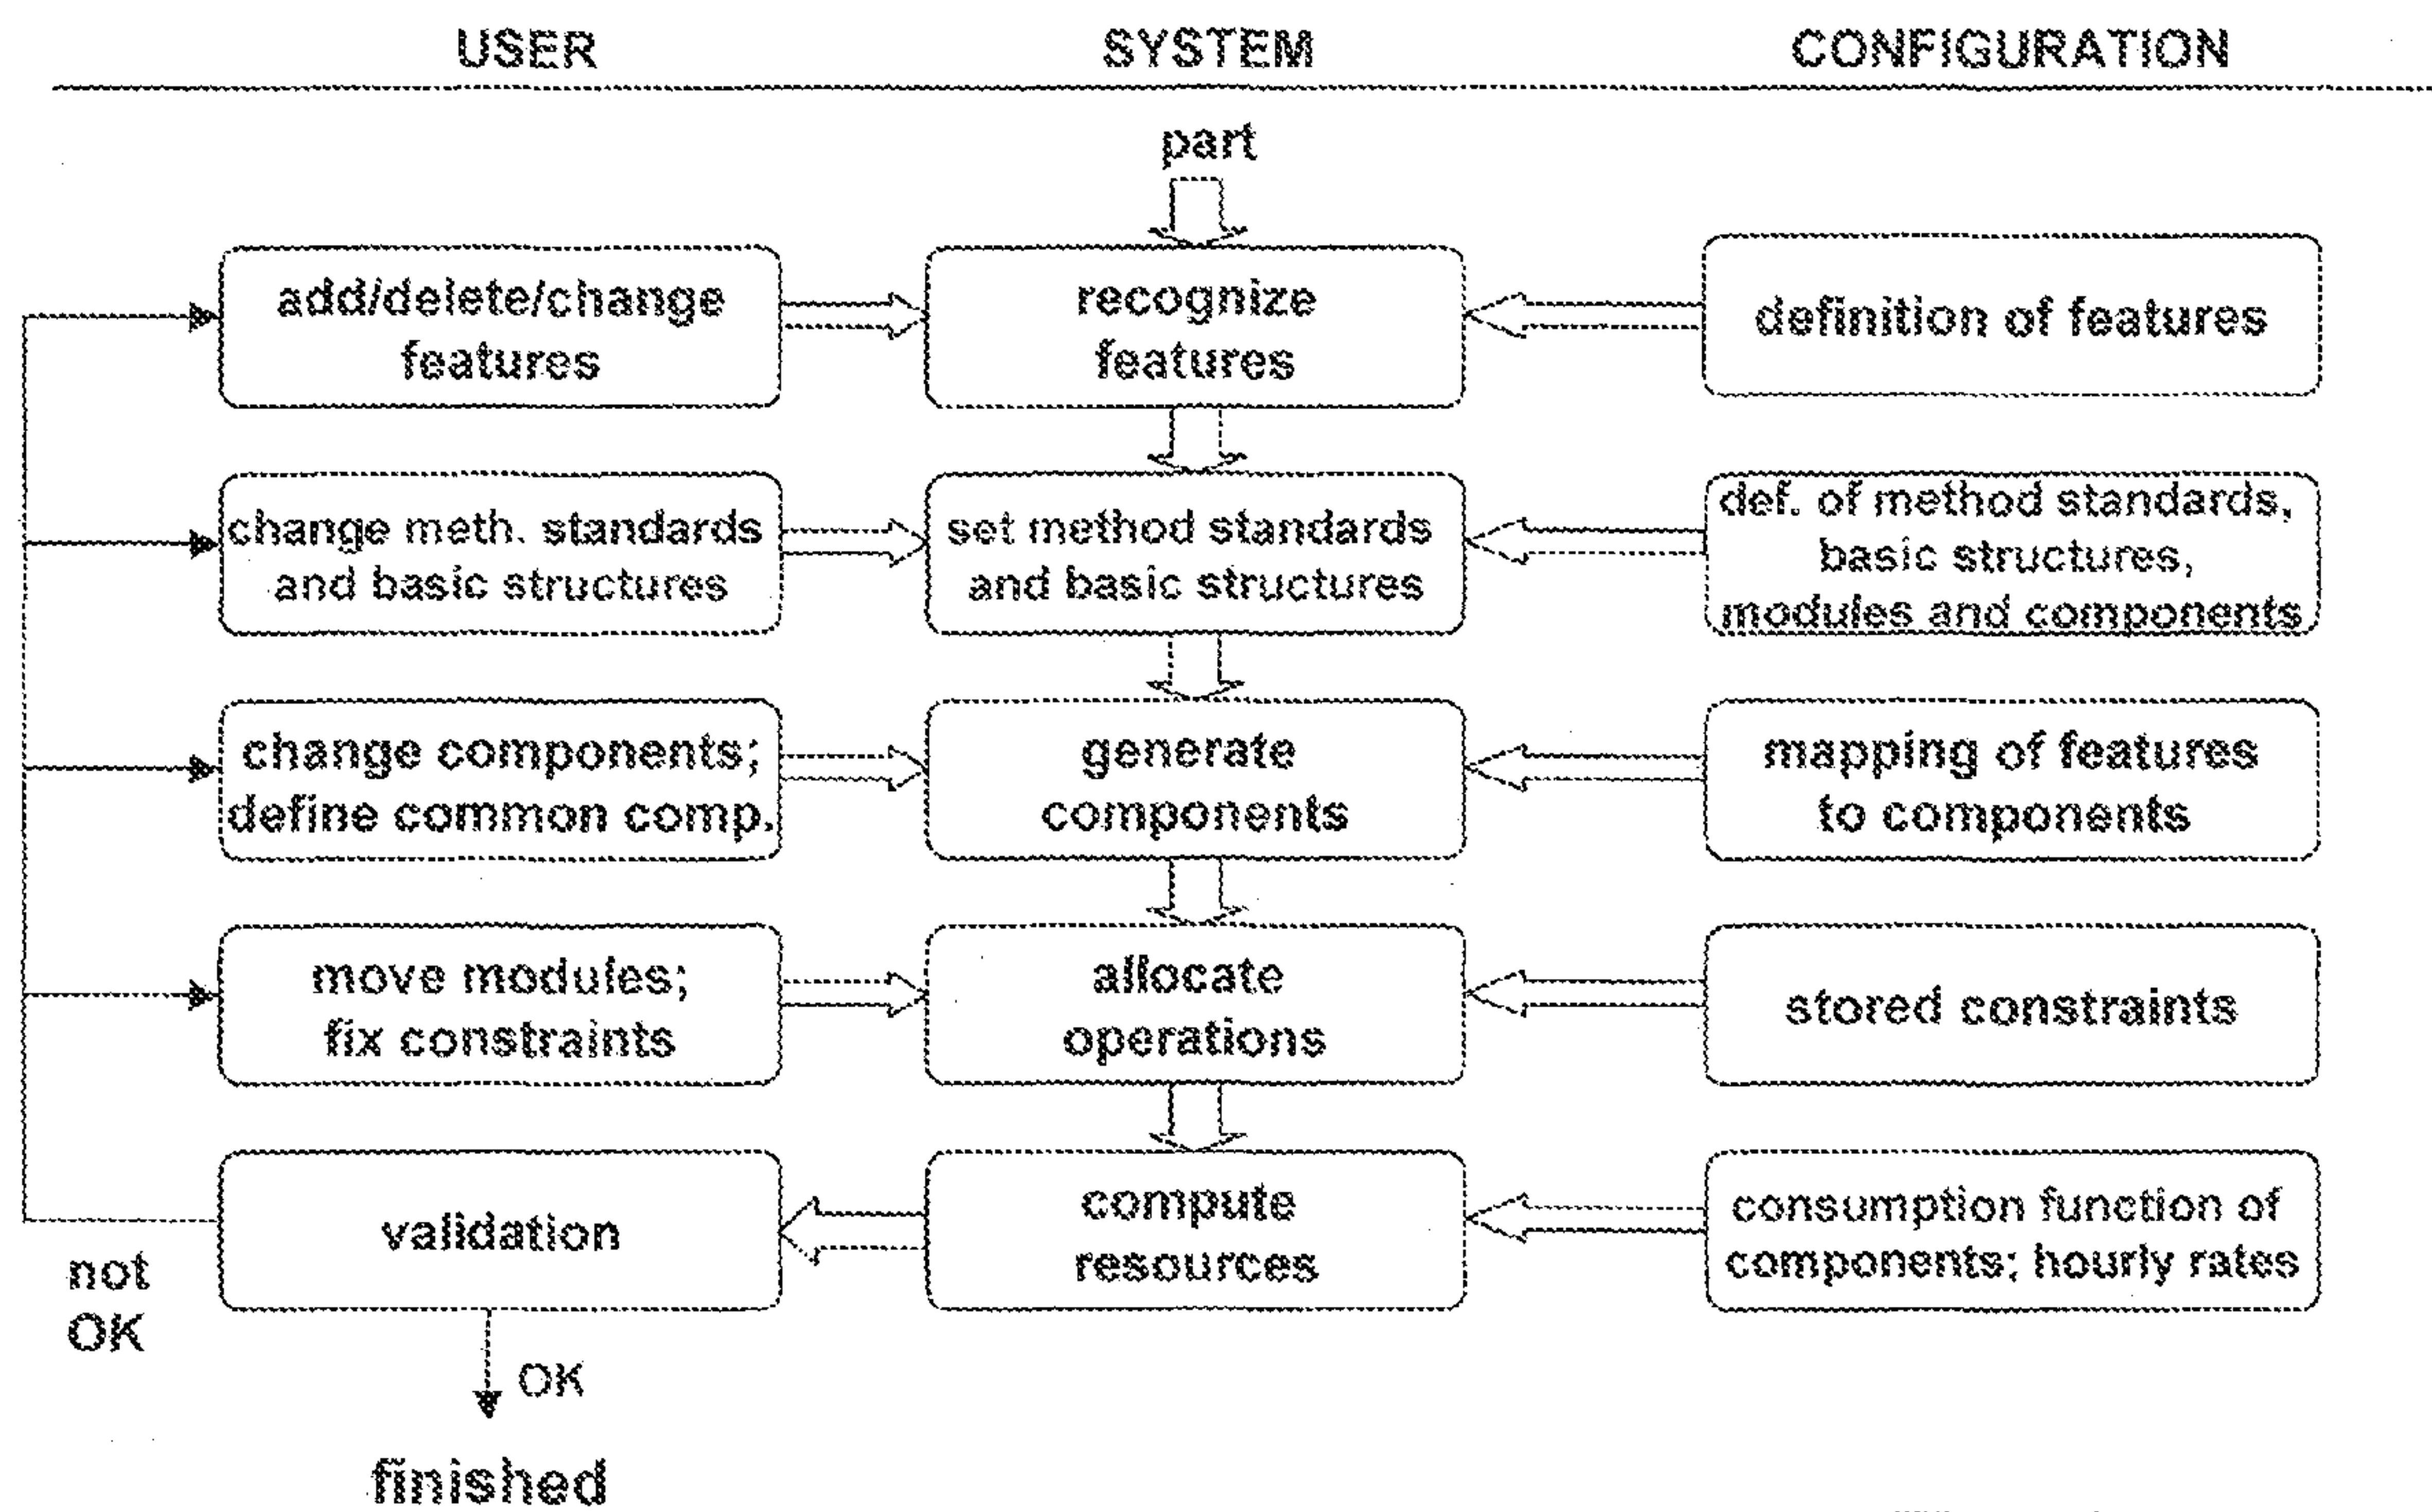 USER
SYSTEM
CONFIGURATION
part
add/delete/change
features
recognize
features
definition of features
change meth. standards
and basic structures
set method standards
and basic structures
def. of method standards,
basic structures,
modules and components
change components;
define common comp.
generate
components
mapping of features
to components
move modules;
fix constraints
allocate
operations
stored constraints
validation
compute
resources
consumption function of
components; hourly rates
not
OK
OK
finished